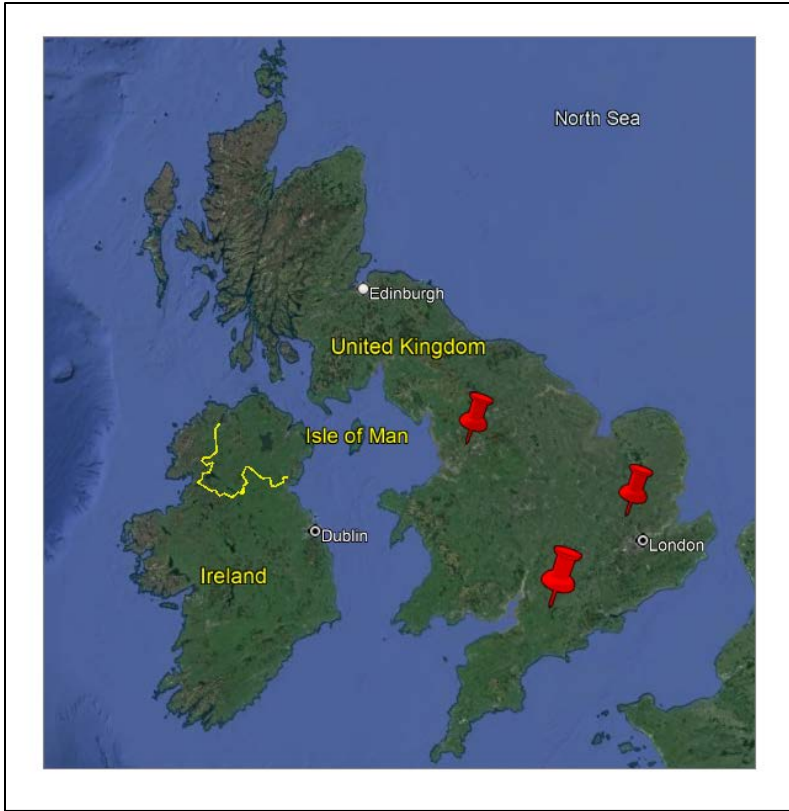 North Sea
Edinburgh
United Kingdom
Isle of Man
Dublin
London
Ireland